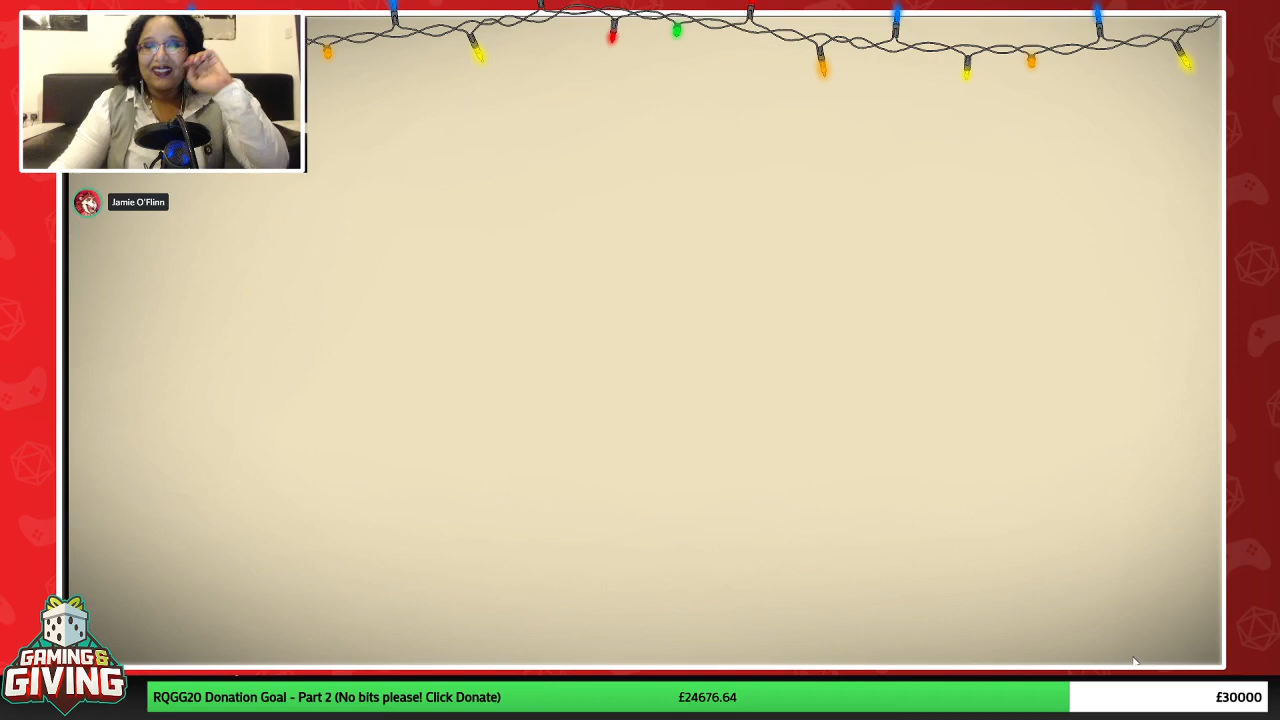 Jamie O'Flinn
GAMING &
GIVING
RQGG20 Donation Goal - Part 2 (No bits please! Click Donate) £24676.64 £30000